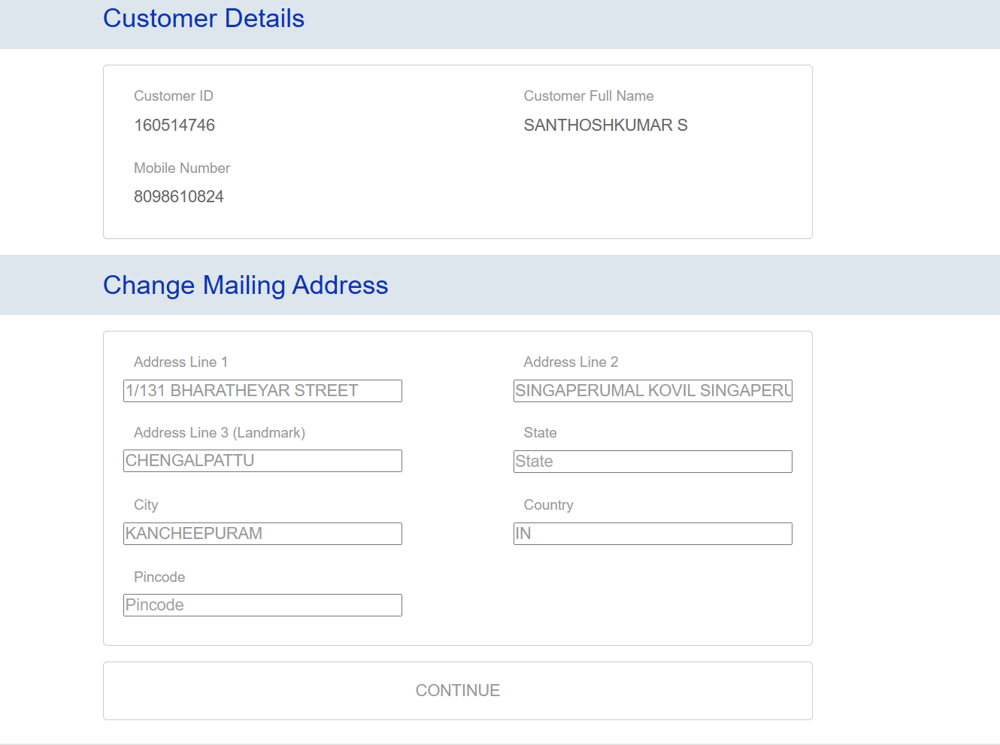 Customer Details
Customer ID
Customer Full Name
160514746
SANTHOSHKUMAR S
Mobile Number
8098610824
Change Mailing Address
Address Line 1
Address Line 2
1/131 BHARATHEYAR STREET
SINGAPERUMAL KOVIL SINGAPERU
Address Line 3 (Landmark)
State
CHENGALPATTU
State
City
Country
KANCHEEPURAM
IN
Pincode
Pincode
CONTINUE